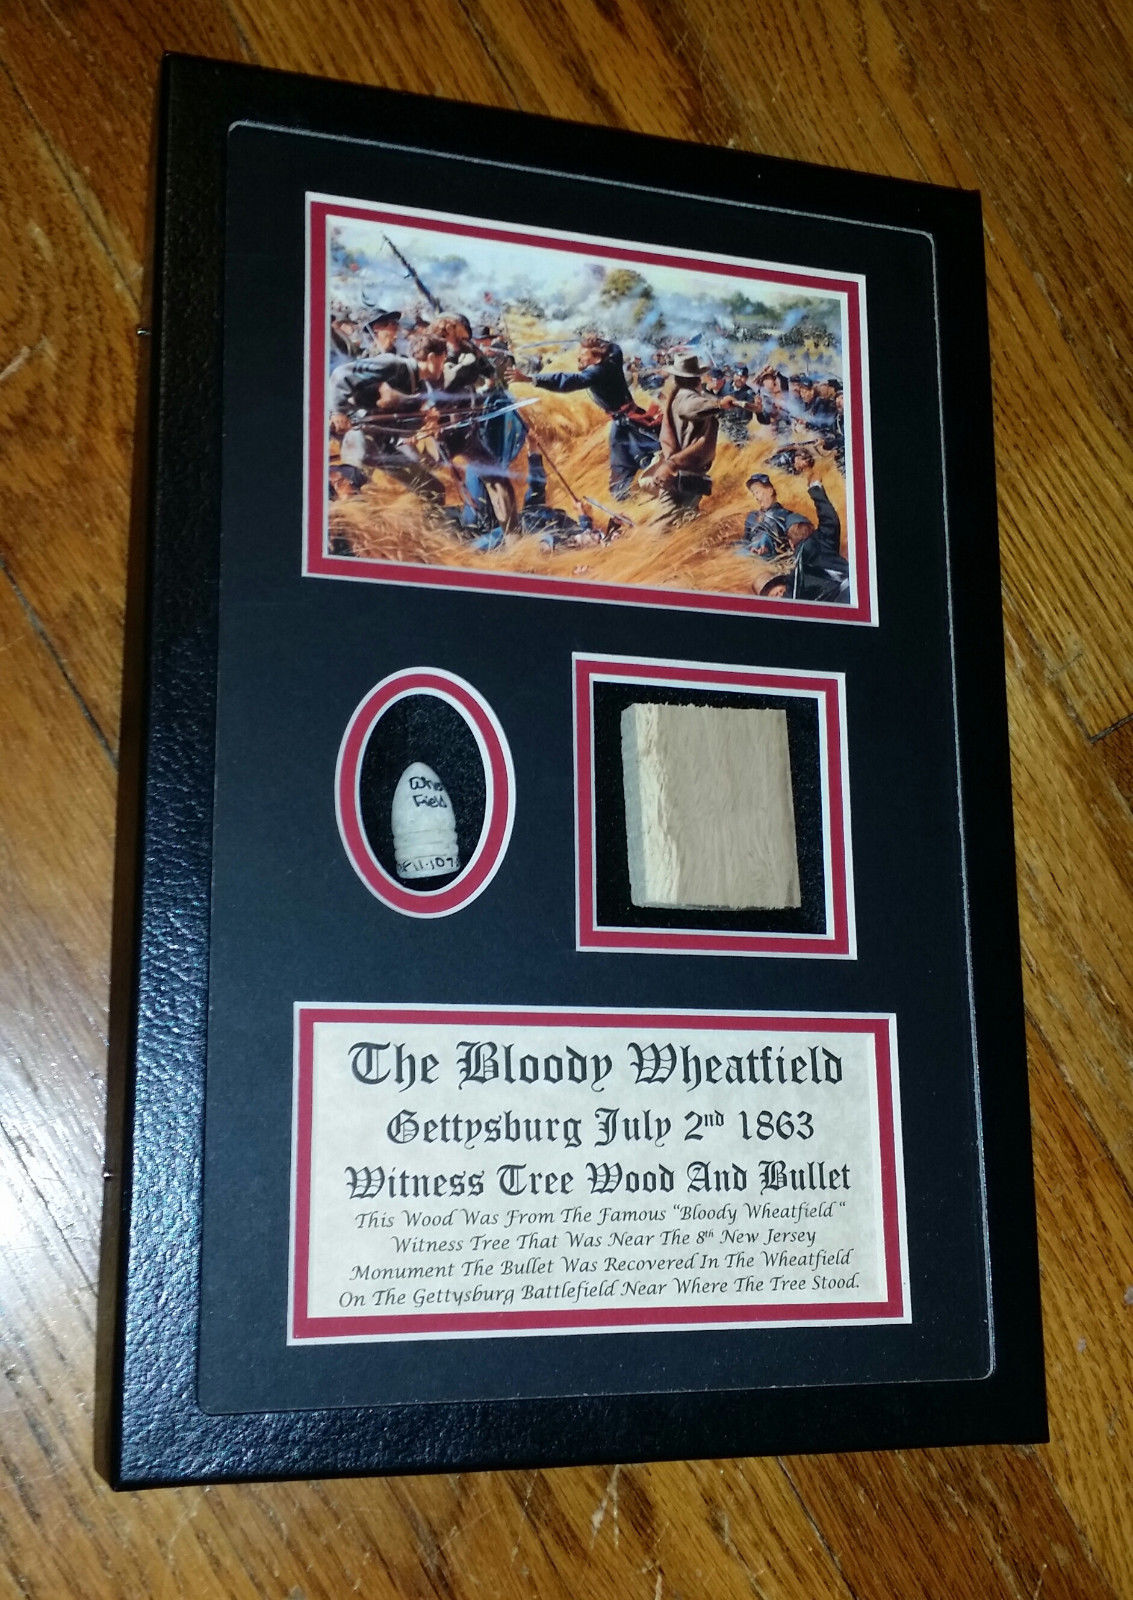 Field
The Bloody Wheatfield
Gettysburg July 2nd 1863
Witness Tree Wood And Bullet
This Wood Was From The Famous "Bloody Wheatfield"
Witness Tree That Was Near The 8th New Jersey
Monument The Bullet Was Recovered In The Wheatfield
On The Gettysburg Battlefield Near Where The Tree Stood.